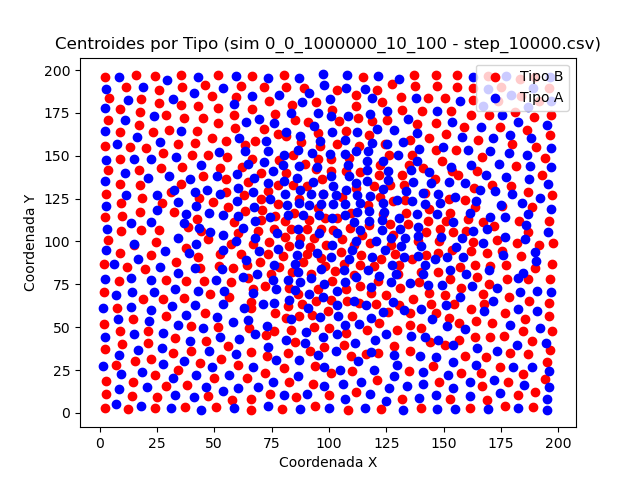 Centroides por Tipo (sim 0_0_1000000_10_100 - step_10000.csv)
Tipo B
Tipo A
200
175
150
125
100
75
50
25
0
Coordenada Y
0 25 50 75 100 125 150 175 200
Coordenada X